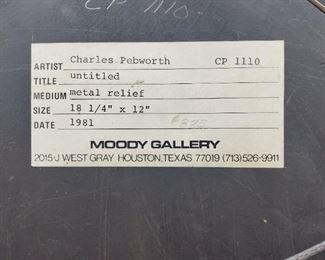 CP 1110
ARTIST Charles Pebworth CP 1110
TITLE untitled
MEDIUM metal relief
SIZE 18 1/4" x 12"
DATE 1981
MOODY GALLERY
2015-J WEST GRAY HOUSTON, TEXAS 77019 (713)526-9911